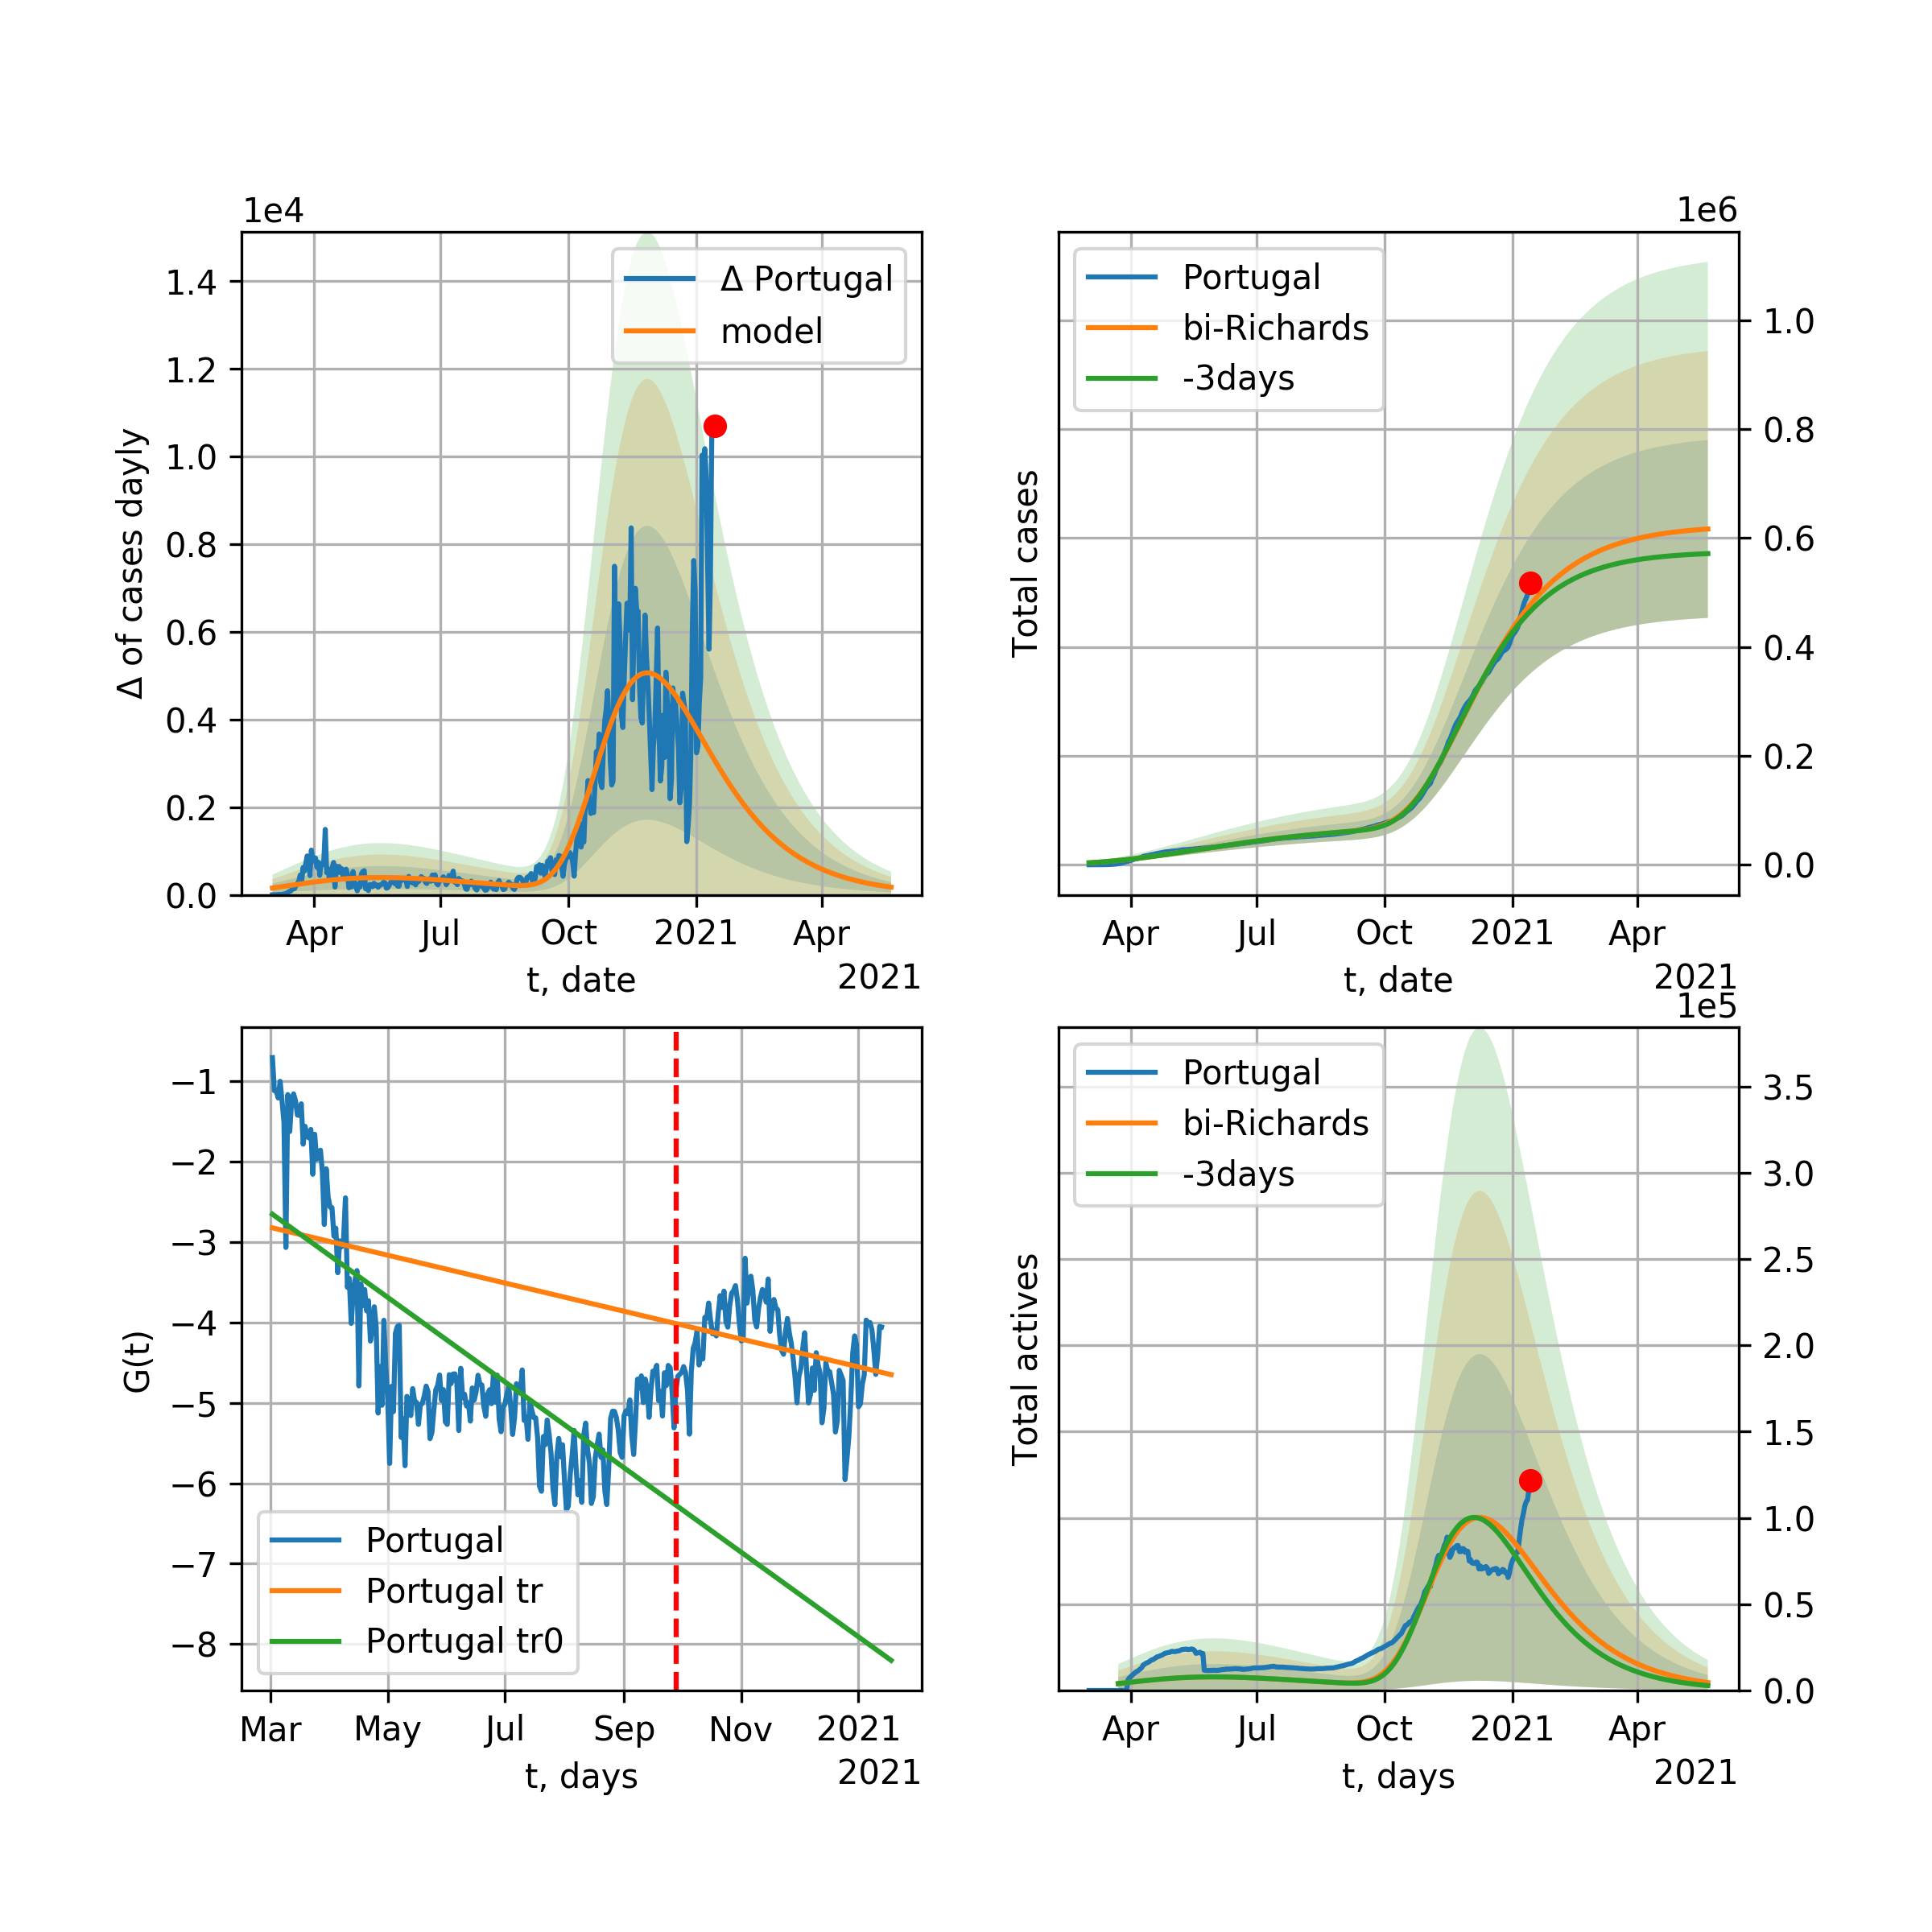 1e4
Δ of cases dayly
1.4
1.2
1.0
0.8
0.6
0.4
0.2
0.0
Δ Portugal
model
Apr Jul Oct 2021 Apr
t, date
2021
1e6
Total cases
Portugal
bi-Richards
-3days
1.0
0.8
0.6
0.4
0.2
0.0
Apr Jul Oct 2021 Apr
t, date
2021
G(t)
−1
−2
−3
−4
−5
−6
−7
−8
Portugal
Portugal tr
Portugal tr0
Mar May Jul Sep Nov 2021
t, days
2021
1e5
Total actives
Portugal
bi-Richards
-3days
3.5
3.0
2.5
2.0
1.5
1.0
0.5
0.0
Apr Jul Oct 2021 Apr
t, days
2021